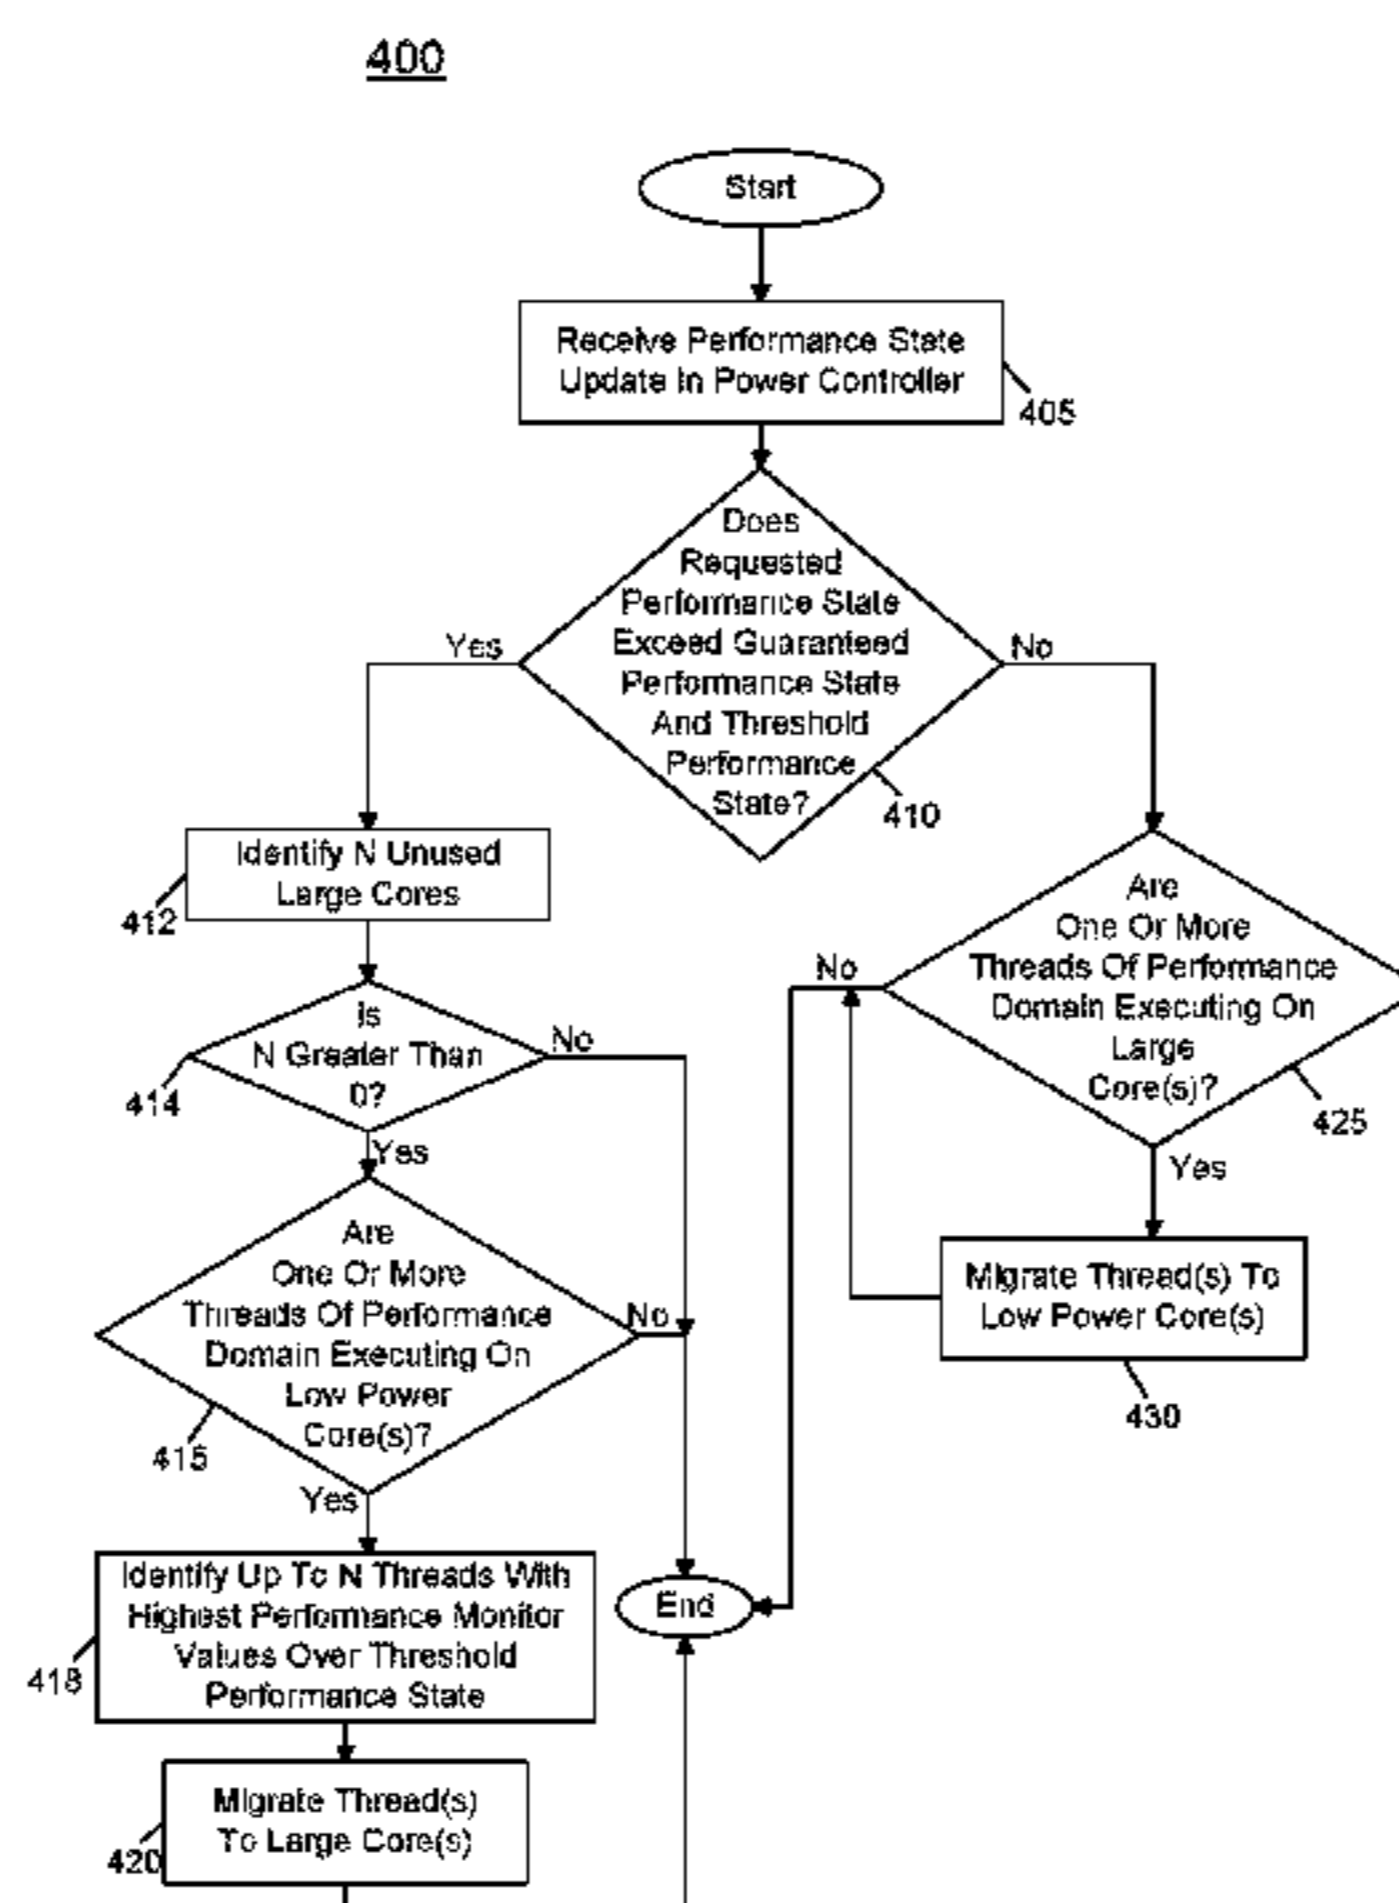 400
Start
Receive Performance State
Update In Power Controller
405
Does
Requested
Performance State
Exceed Guaranteed
Performance State
And Threshold
Performance
State?
410
Yes
No
Identify N Unused
Large Cores
412
Is
N Greater Than
0?
414
No
Yes
Are
One Or More
Threads Of Performance
Domain Executing On
Large
Core(s)?
425
No
Yes
Are
One Or More
Threads Of Performance
Domain Executing On
Low Power
Core(s)?
415
No
Yes
Migrate Thread(s) To
Low Power Core(s)
430
Identify Up To N Threads With
Highest Performance Monitor
Values Over Threshold
Performance State
418
End
Migrate Thread(s)
To Large Core(s)
420